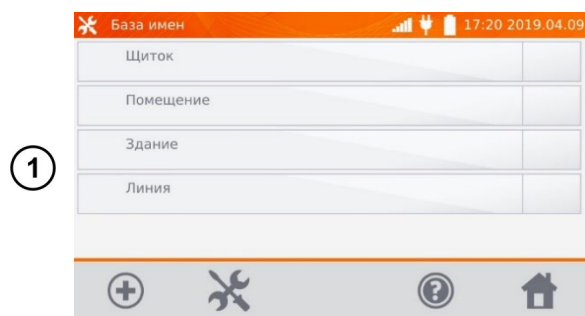 База имен 17:20 2019.04.09
Щиток
Помещение
Здание
1
Линия